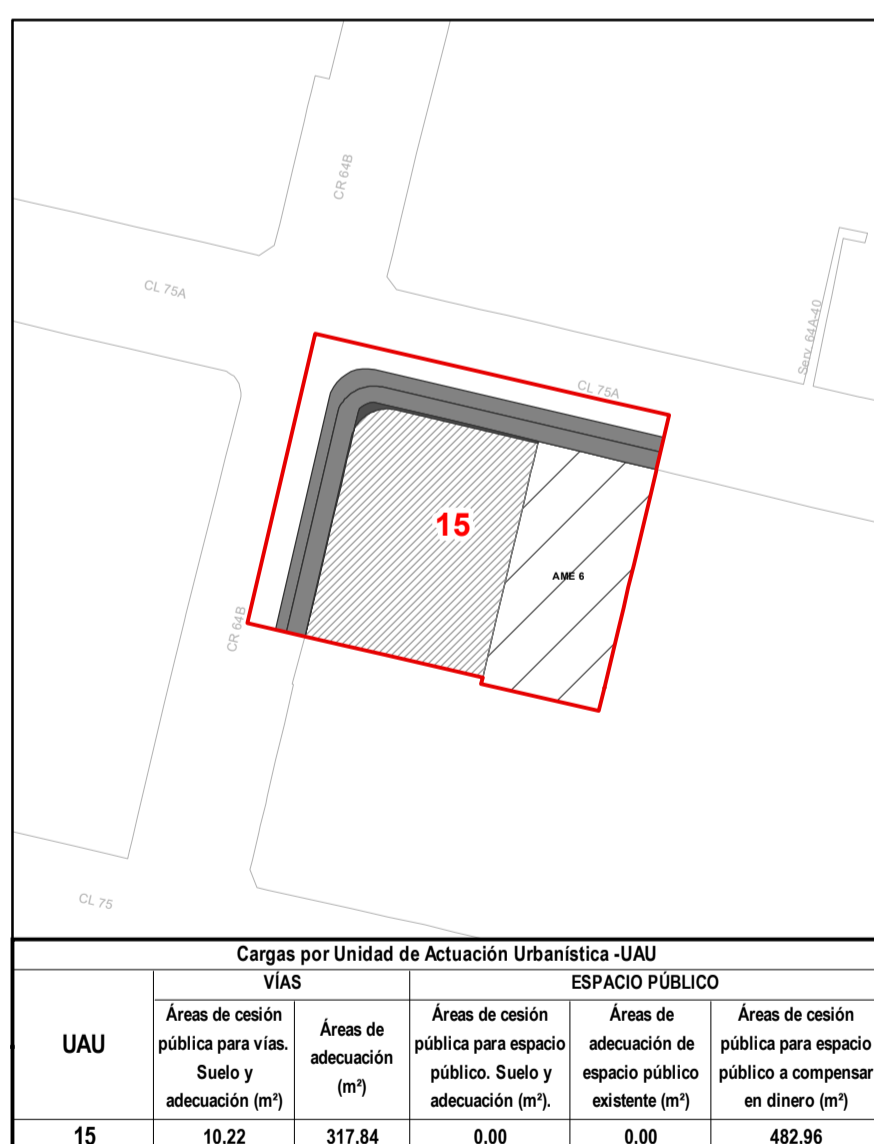 CR 64B
CL 75A
Serv. 64A-40
CL 75A
15
AME 6
CR 64B
CL 75
Cargas por Unidad de Actuación Urbanística -UAU
VÍAS
ESPACIO PÚBLICO
UAU
Áreas de cesión
pública para vías.
Suelo y
adecuación (m²)
Áreas de
adecuación
(m²)
Áreas de cesión
pública para espacio
público. Suelo y
adecuación (m²).
Áreas de
adecuación de
espacio público
existente (m²)
Áreas de cesión
pública para espacio
público a compensar
en dinero (m²)
15 10.22 317.84 0.00 0.00 482.96